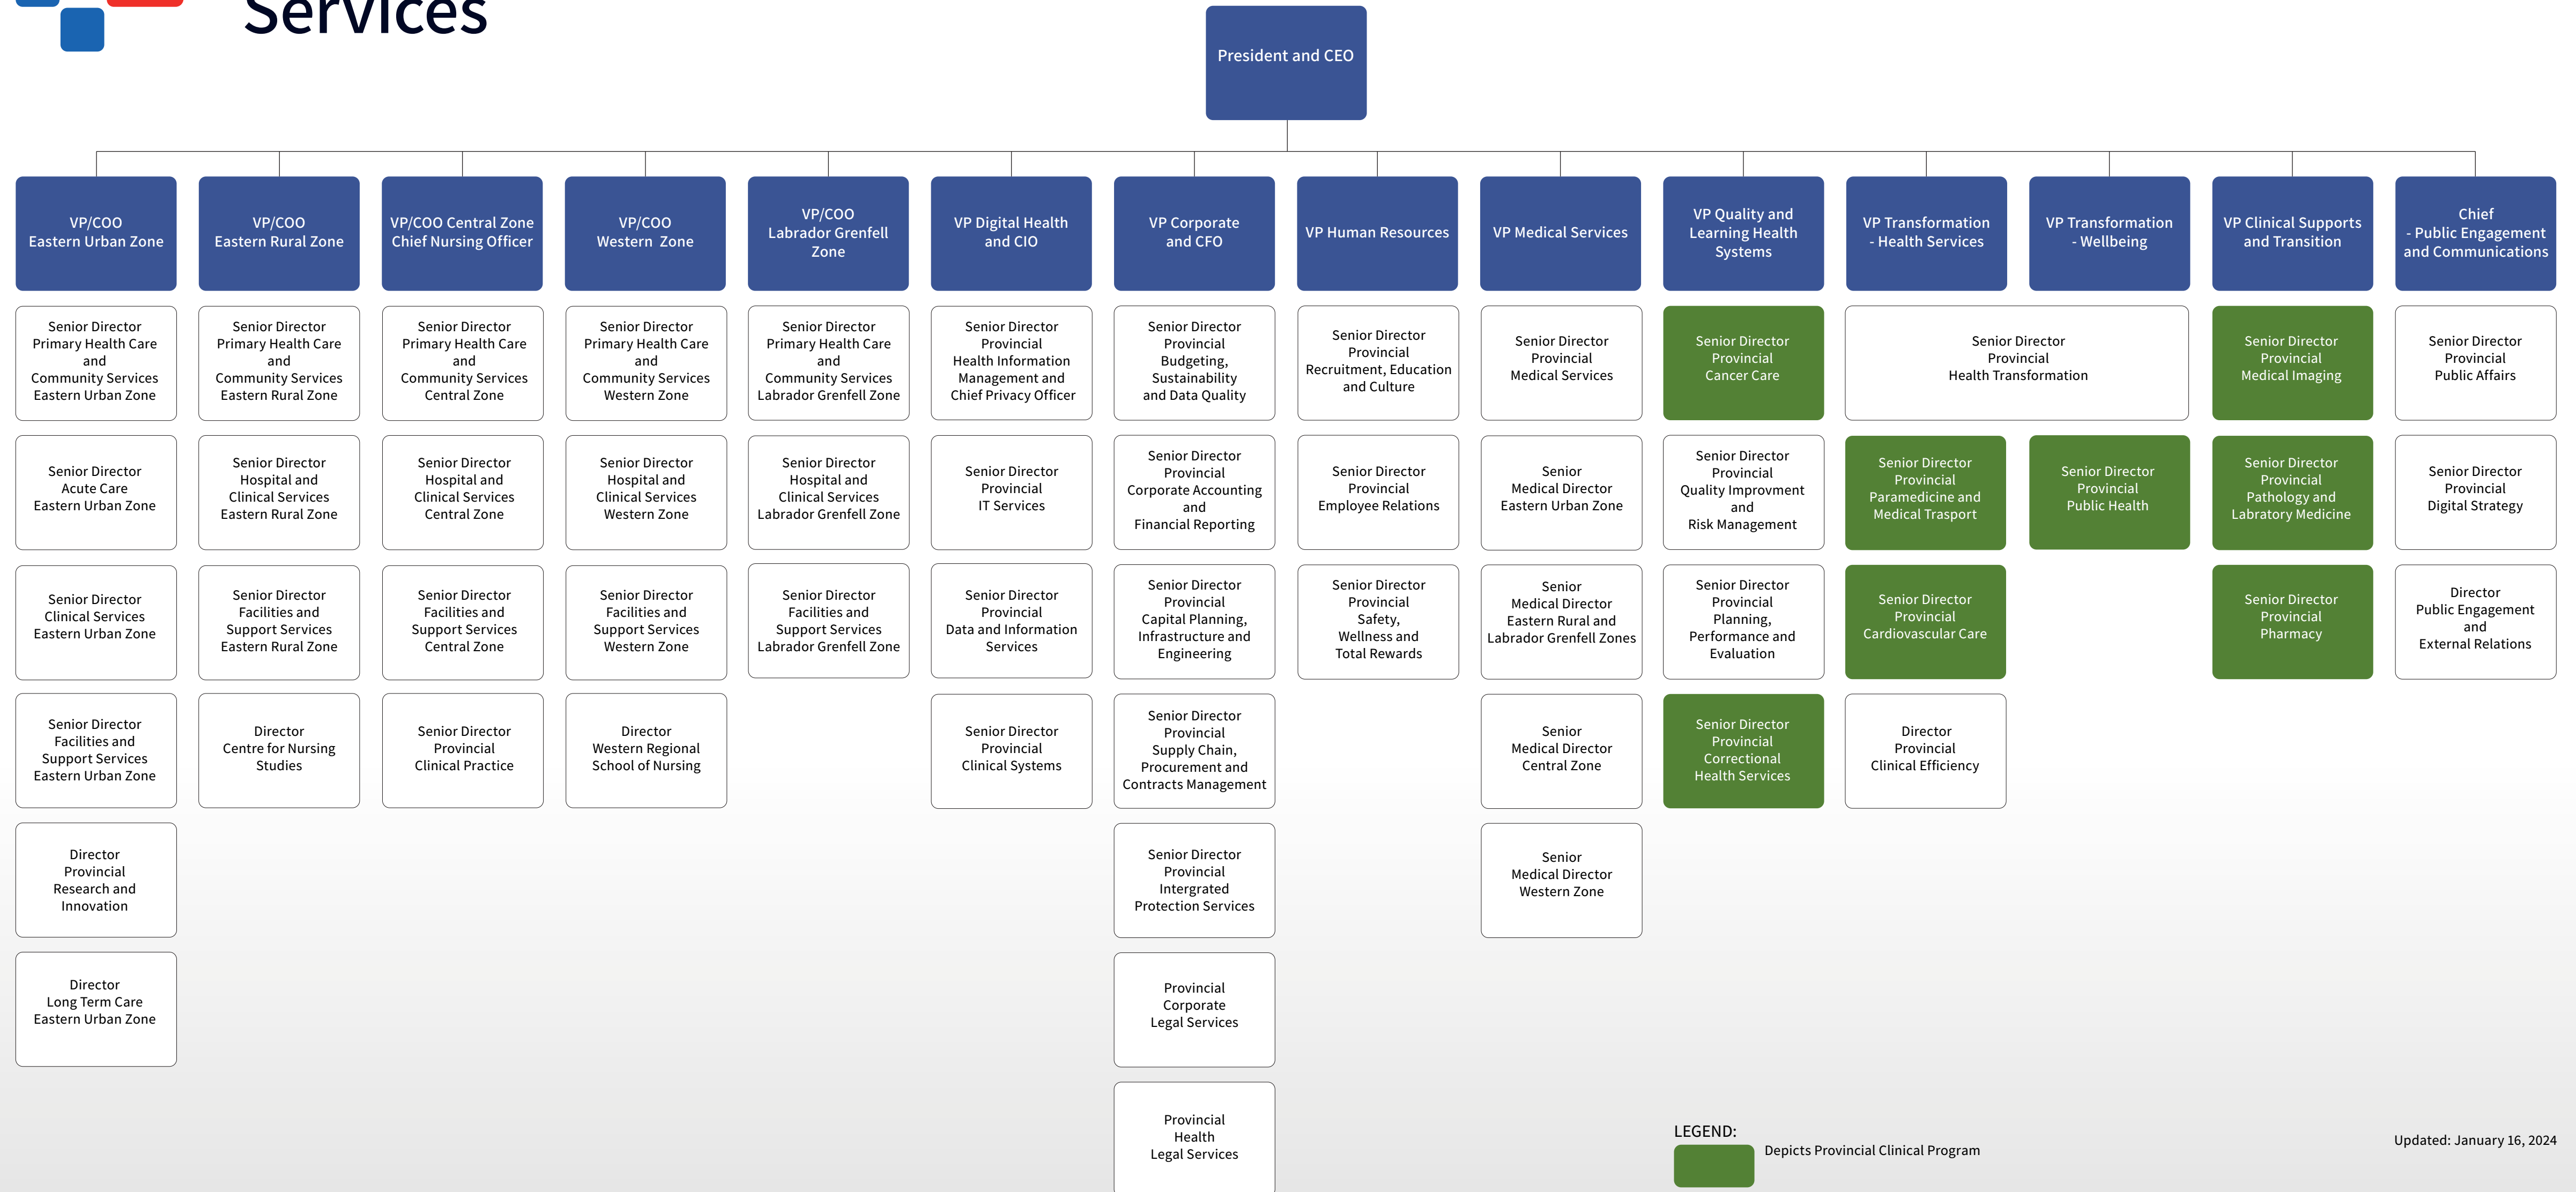 Services
President and CEO
VP/COO
Eastern Urban Zone
VP/COO
Eastern Rural Zone
VP/COO Central Zone
Chief Nursing Officer
VP/COO
Western Zone
VP/COO
Labrador Grenfell
Zone
VP Digital Health
and CIO
VP Corporate
and CFO
VP Human Resources
VP Medical Services
VP Quality and
Learning Health
Systems
VP Transformation
- Health Services
VP Transformation
- Wellbeing
VP Clinical Supports
and Transition
Chief
- Public Engagement
and Communications
Senior Director
Primary Health Care
and
Community Services
Eastern Urban Zone
Senior Director
Primary Health Care
and
Community Services
Eastern Rural Zone
Senior Director
Primary Health Care
and
Community Services
Central Zone
Senior Director
Primary Health Care
and
Community Services
Western Zone
Senior Director
Primary Health Care
and
Community Services
Labrador Grenfell Zone
Senior Director
Provincial
Health Information
Management and
Chief Privacy Officer
Senior Director
Provincial
Budgeting,
Sustainability
and Data Quality
Senior Director
Provincial
Recruitment, Education
and Culture
Senior Director
Provincial
Medical Services
Senior Director
Provincial
Cancer Care
Senior Director
Provincial
Health Transformation
Senior Director
Provincial
Medical Imaging
Senior Director
Provincial
Public Affairs
Senior Director
Acute Care
Eastern Urban Zone
Senior Director
Hospital and
Clinical Services
Eastern Rural Zone
Senior Director
Hospital and
Clinical Services
Central Zone
Senior Director
Hospital and
Clinical Services
Western Zone
Senior Director
Hospital and
Clinical Services
Labrador Grenfell Zone
Senior Director
Provincial
IT Services
Senior Director
Provincial
Corporate Accounting
and
Financial Reporting
Senior Director
Provincial
Employee Relations
Senior
Medical Director
Eastern Urban Zone
Senior Director
Provincial
Quality Improvment
and
Risk Management
Senior Director
Provincial
Paramedicine and
Medical Trasport
Senior Director
Provincial
Public Health
Senior Director
Provincial
Pathology and
Labratory Medicine
Senior Director
Provincial
Digital Strategy
Senior Director
Clinical Services
Eastern Urban Zone
Senior Director
Facilities and
Support Services
Eastern Rural Zone
Senior Director
Facilities and
Support Services
Central Zone
Senior Director
Facilities and
Support Services
Western Zone
Senior Director
Facilities and
Support Services
Labrador Grenfell Zone
Senior Director
Provincial
Data and Information
Services
Senior Director
Provincial
Capital Planning,
Infrastructure and
Engineering
Senior Director
Provincial
Safety,
Wellness and
Total Rewards
Senior
Medical Director
Eastern Rural and
Labrador Grenfell Zones
Senior Director
Provincial
Planning,
Performance and
Evaluation
Senior Director
Provincial
Cardiovascular Care
Senior Director
Provincial
Pharmacy
Director
Public Engagement
and
External Relations
Senior Director
Facilities and
Support Services
Eastern Urban Zone
Director
Centre for Nursing
Studies
Senior Director
Provincial
Clinical Practice
Director
Western Regional
School of Nursing
Senior Director
Provincial
Clinical Systems
Senior Director
Provincial
Supply Chain,
Procurement and
Contracts Management
Senior
Medical Director
Central Zone
Senior Director
Provincial
Correctional
Health Services
Director
Provincial
Clinical Efficiency
Director
Provincial
Research and
Innovation
Senior Director
Provincial
Intergrated
Protection Services
Senior
Medical Director
Western Zone
Director
Long Term Care
Eastern Urban Zone
Provincial
Corporate
Legal Services
Provincial
Health
Legal Services
LEGEND:
Depicts Provincial Clinical Program
Updated: January 16, 2024